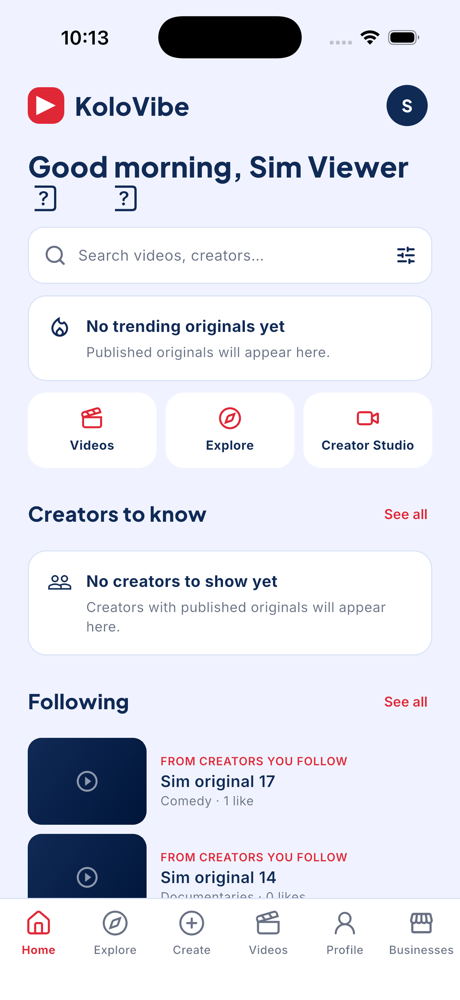 10:13
KoloVibe
S
Good morning, Sim Viewer
Search videos, creators...
No trending originals yet
Published originals will appear here.
Videos
Explore
Creator Studio
Creators to know
See all
No creators to show yet
Creators with published originals will appear
here.
Following
See all
FROM CREATORS YOU FOLLOW
Sim original 17
Comedy · 1 like
FROM CREATORS YOU FOLLOW
Sim original 14
Documentaries · 0 likes
Home
Explore
Create
Videos
Profile
Businesses